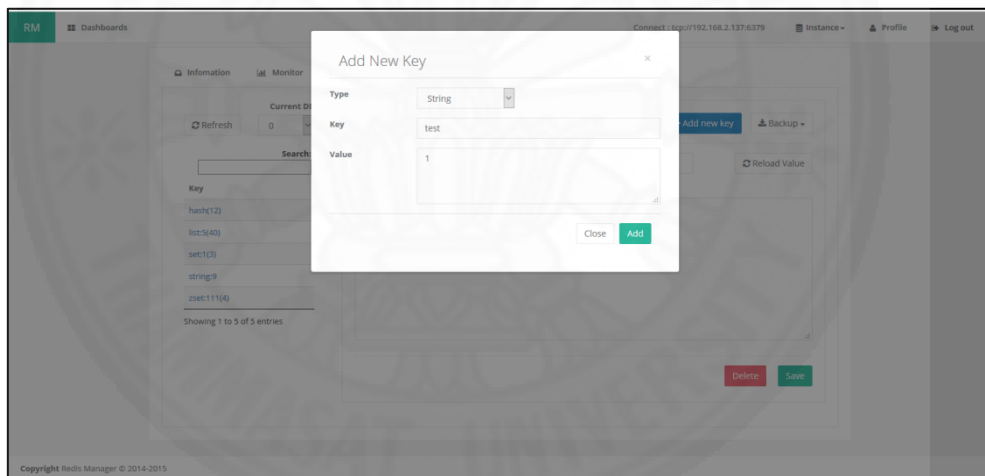 RM Dashboards Connect : tcp://192.168.2.137:6379 Instance Profile Log out
Add New Key ×
Infomation Monitor
Type String
Current DB
Refresh 0
Key test
Add new key Backup
Search:
Value 1
Reload Value
Key
hash(12)
list:5(40)
Close Add
set:1(3)
string:9
zset:111(4)
Showing 1 to 5 of 5 entries
Delete Save
Copyright Redis Manager © 2014-2015